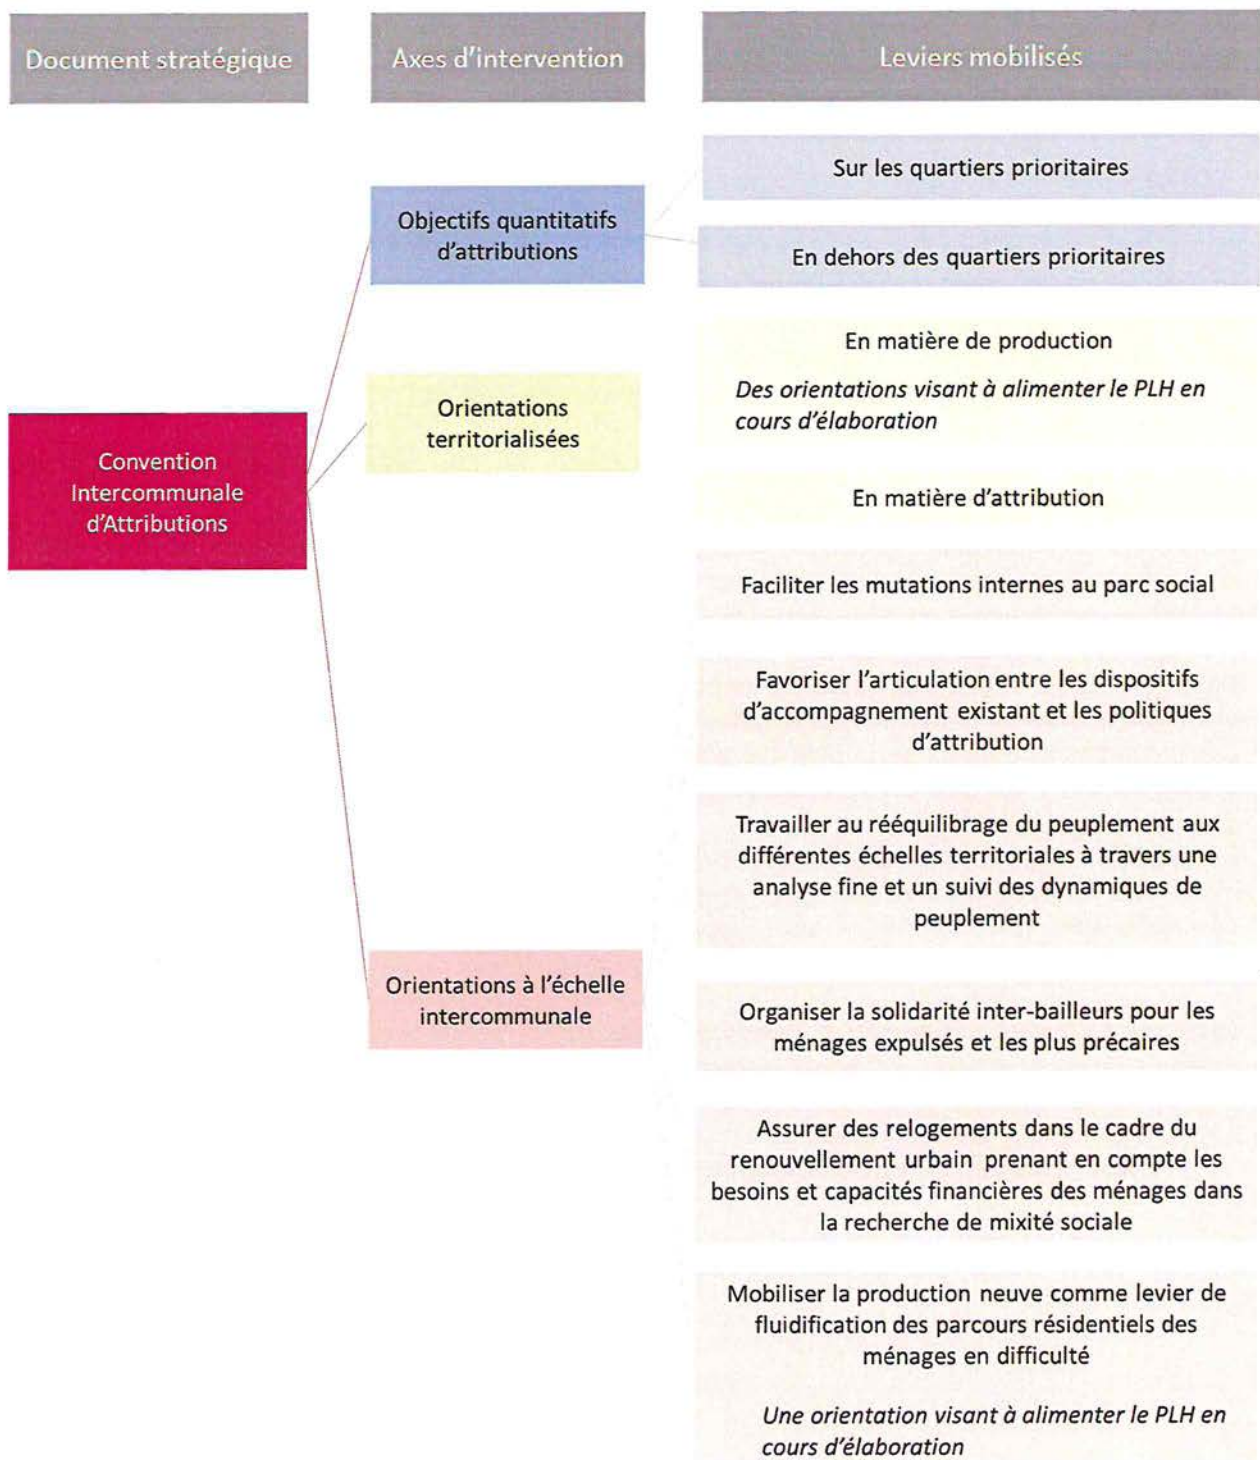 Document stratégique
Axes d'intervention
Leviers mobilisés
Convention
Intercommunale
d'Attributions
Objectifs quantitatifs
d'attributions
Sur les quartiers prioritaires
En dehors des quartiers prioritaires
Orientations
territorialisées
En matière de production
Des orientations visant à alimenter le PLH en
cours d'élaboration
En matière d'attribution
Orientations à l'échelle
intercommunale
Faciliter les mutations internes au parc social
Favoriser l'articulation entre les dispositifs
d'accompagnement existant et les politiques
d'attribution
Travailler au rééquilibrage du peuplement aux
différentes échelles territoriales à travers une
analyse fine et un suivi des dynamiques de
peuplement
Organiser la solidarité inter-bailleurs pour les
ménages expulsés et les plus précaires
Assurer des relogements dans le cadre du
renouvellement urbain prenant en compte les
besoins et capacités financières des ménages dans
la recherche de mixité sociale
Mobiliser la production neuve comme levier de
fluidification des parcours résidentiels des
ménages en difficulté
Une orientation visant à alimenter le PLH en
cours d'élaboration